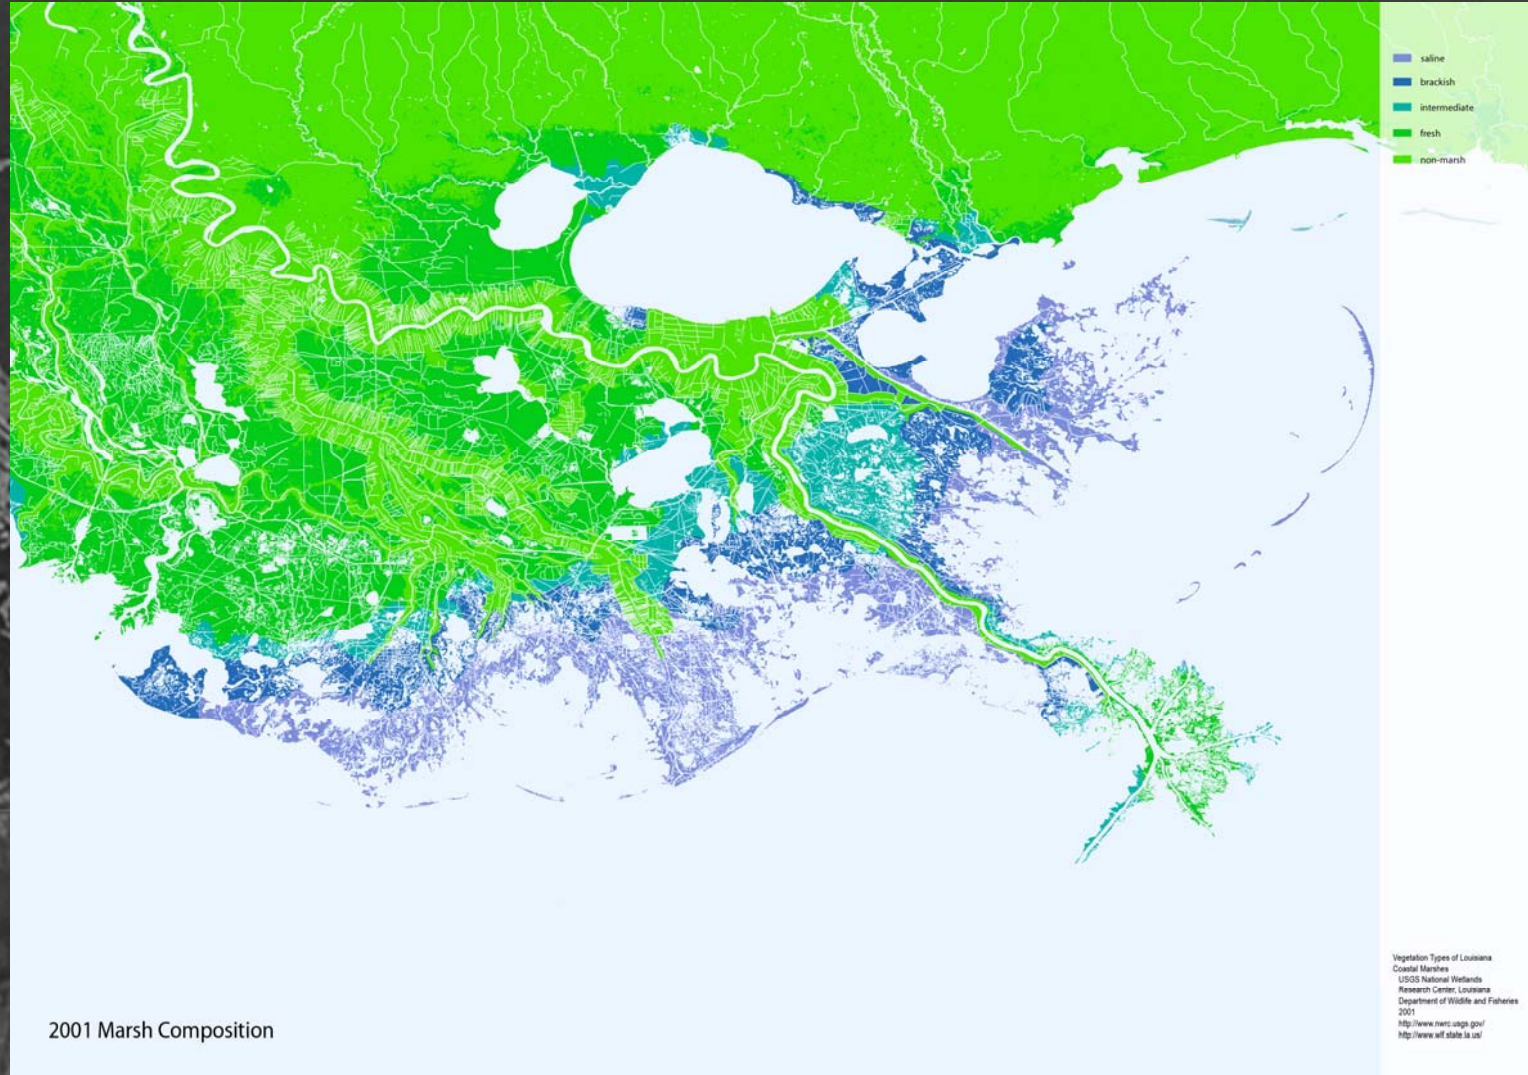 saline
brackish
intermediate
fresh
non-marsh
Vegetation Types of Louisiana
Coastal Marshes
USGS National Wetlands
Research Center, Louisiana
Department of Wildlife and Fisheries
2001
http://www.nwrc.usgs.gov/
http://www.wlf.state.la.us/
2001 Marsh Composition